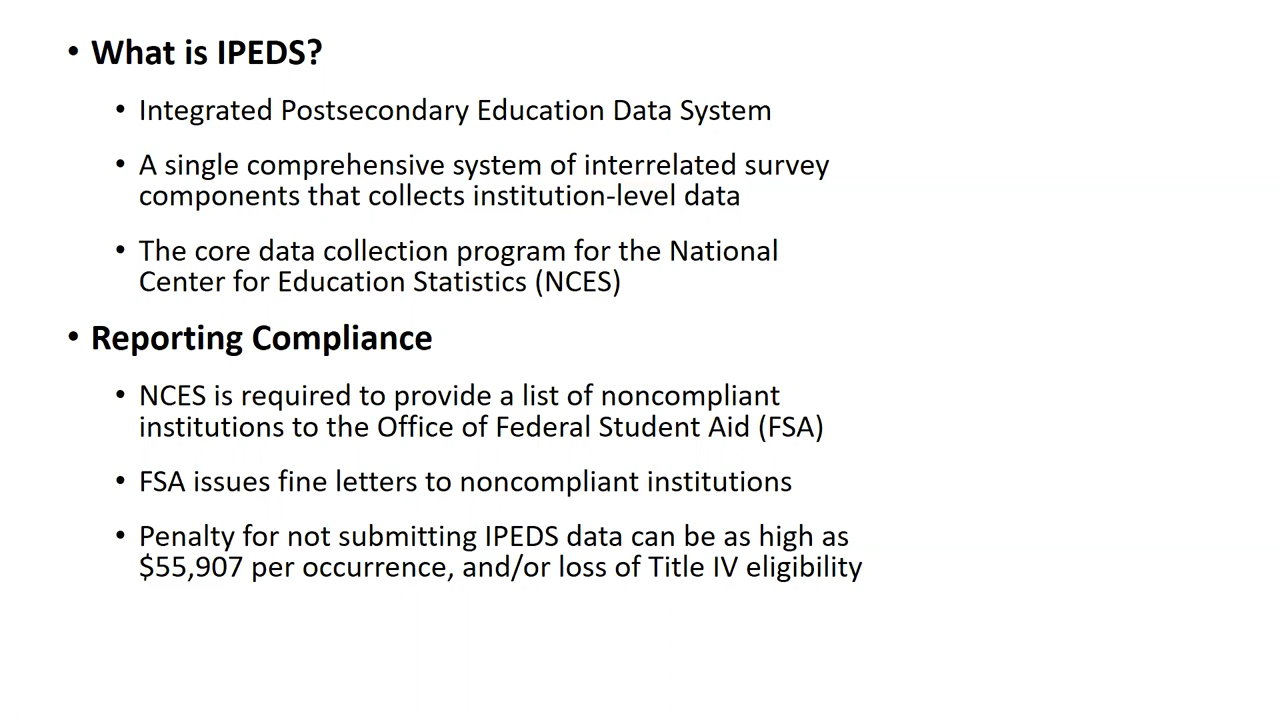 • What is IPEDS?
• Integrated Postsecondary Education Data System
• A single comprehensive system of interrelated survey
components that collects institution-level data
• The core data collection program for the National
Center for Education Statistics (NCES)
• Reporting Compliance
• NCES is required to provide a list of noncompliant
institutions to the Office of Federal Student Aid (FSA)
• FSA issues fine letters to noncompliant institutions
• Penalty for not submitting IPEDS data can be as high as
$55,907 per occurrence, and/or loss of Title IV eligibility